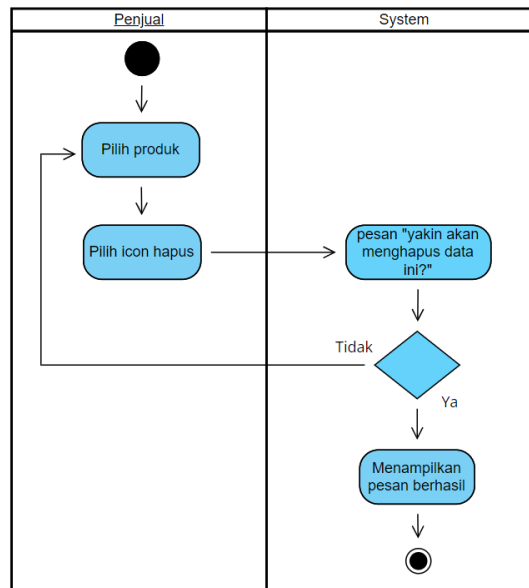 Penjual
System
Pilih produk
Pilih icon hapus
pesan "yakin akan
menghapus data
ini?"
Tidak
Ya
Menampilkan
pesan berhasil